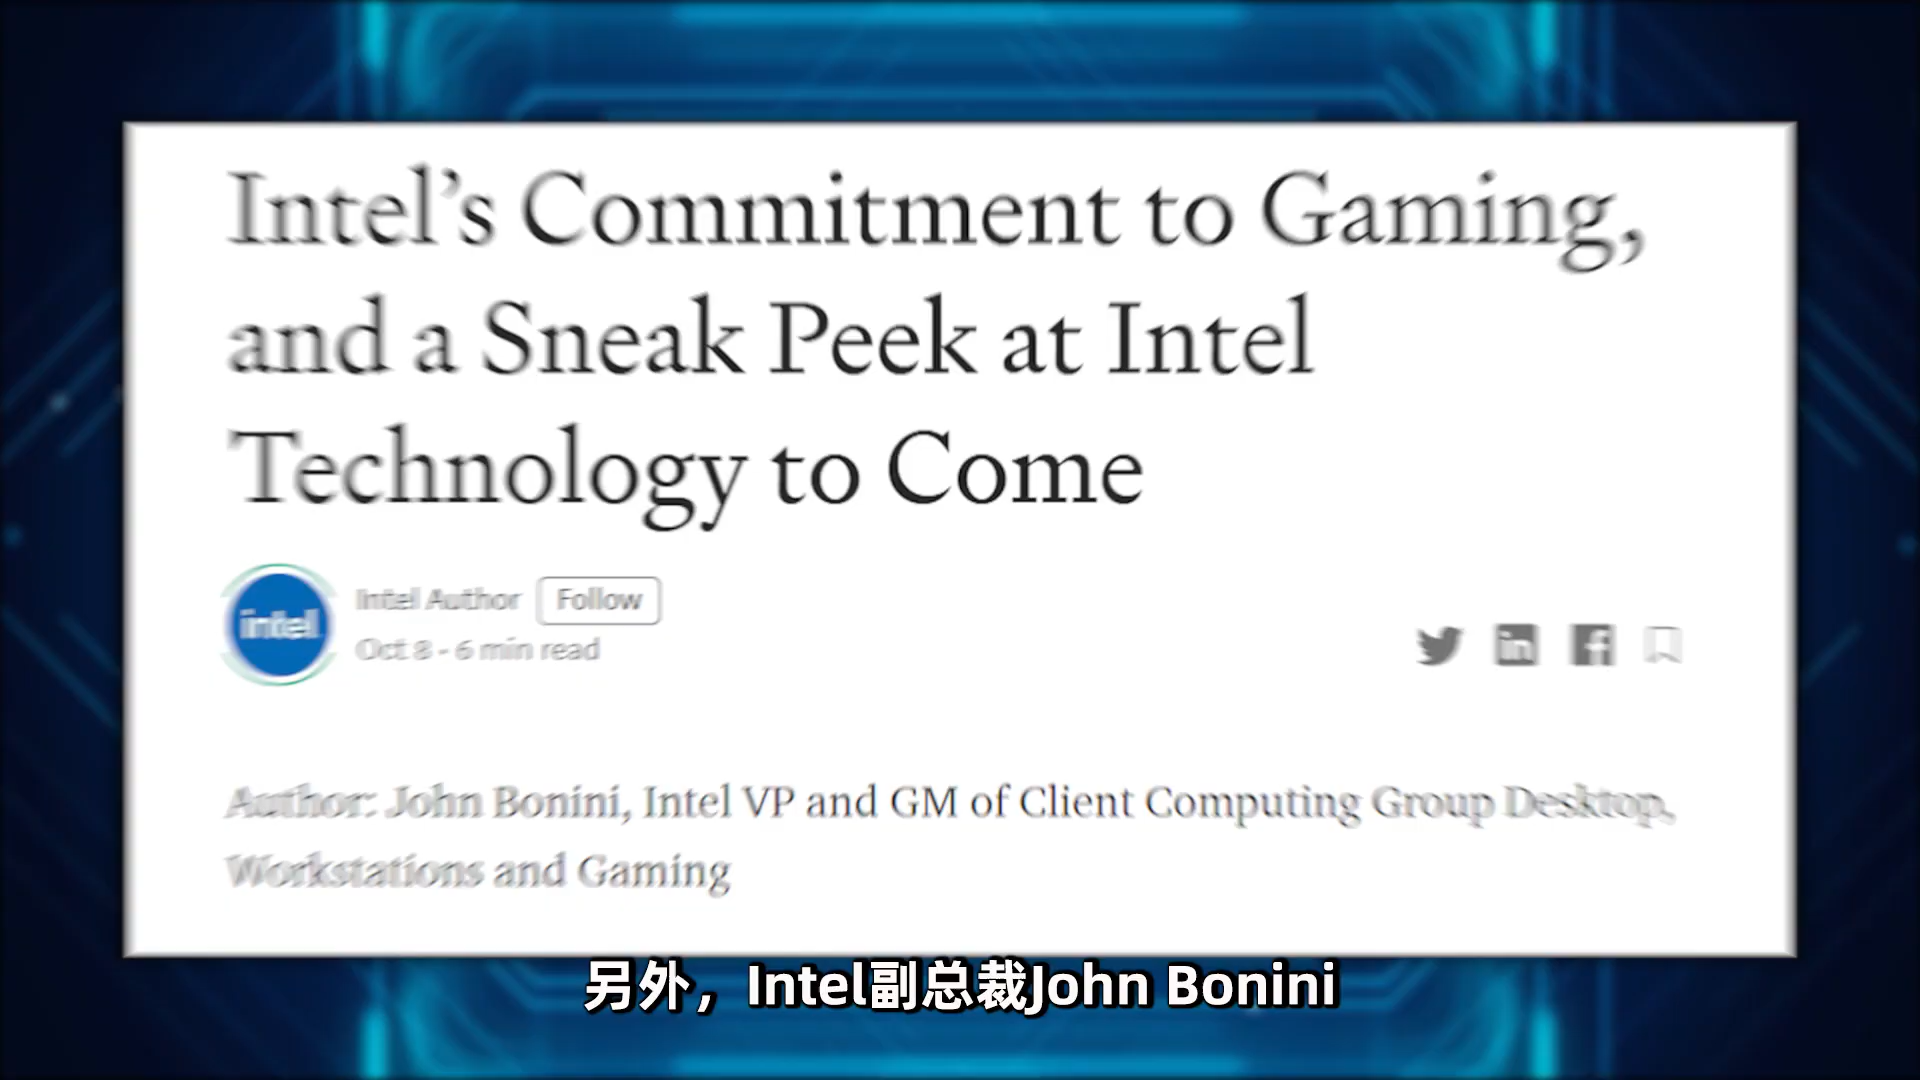 Intel’s Commitment to Gaming,
and a Sneak Peek at Intel
Technology to Come
intel
Intel Author Follow
Oct 8 · 6 min read
in f
Author: John Bonini, Intel VP and GM of Client Computing Group Desktop,
Workstations and Gaming
另外，Intel副总裁John Bonini